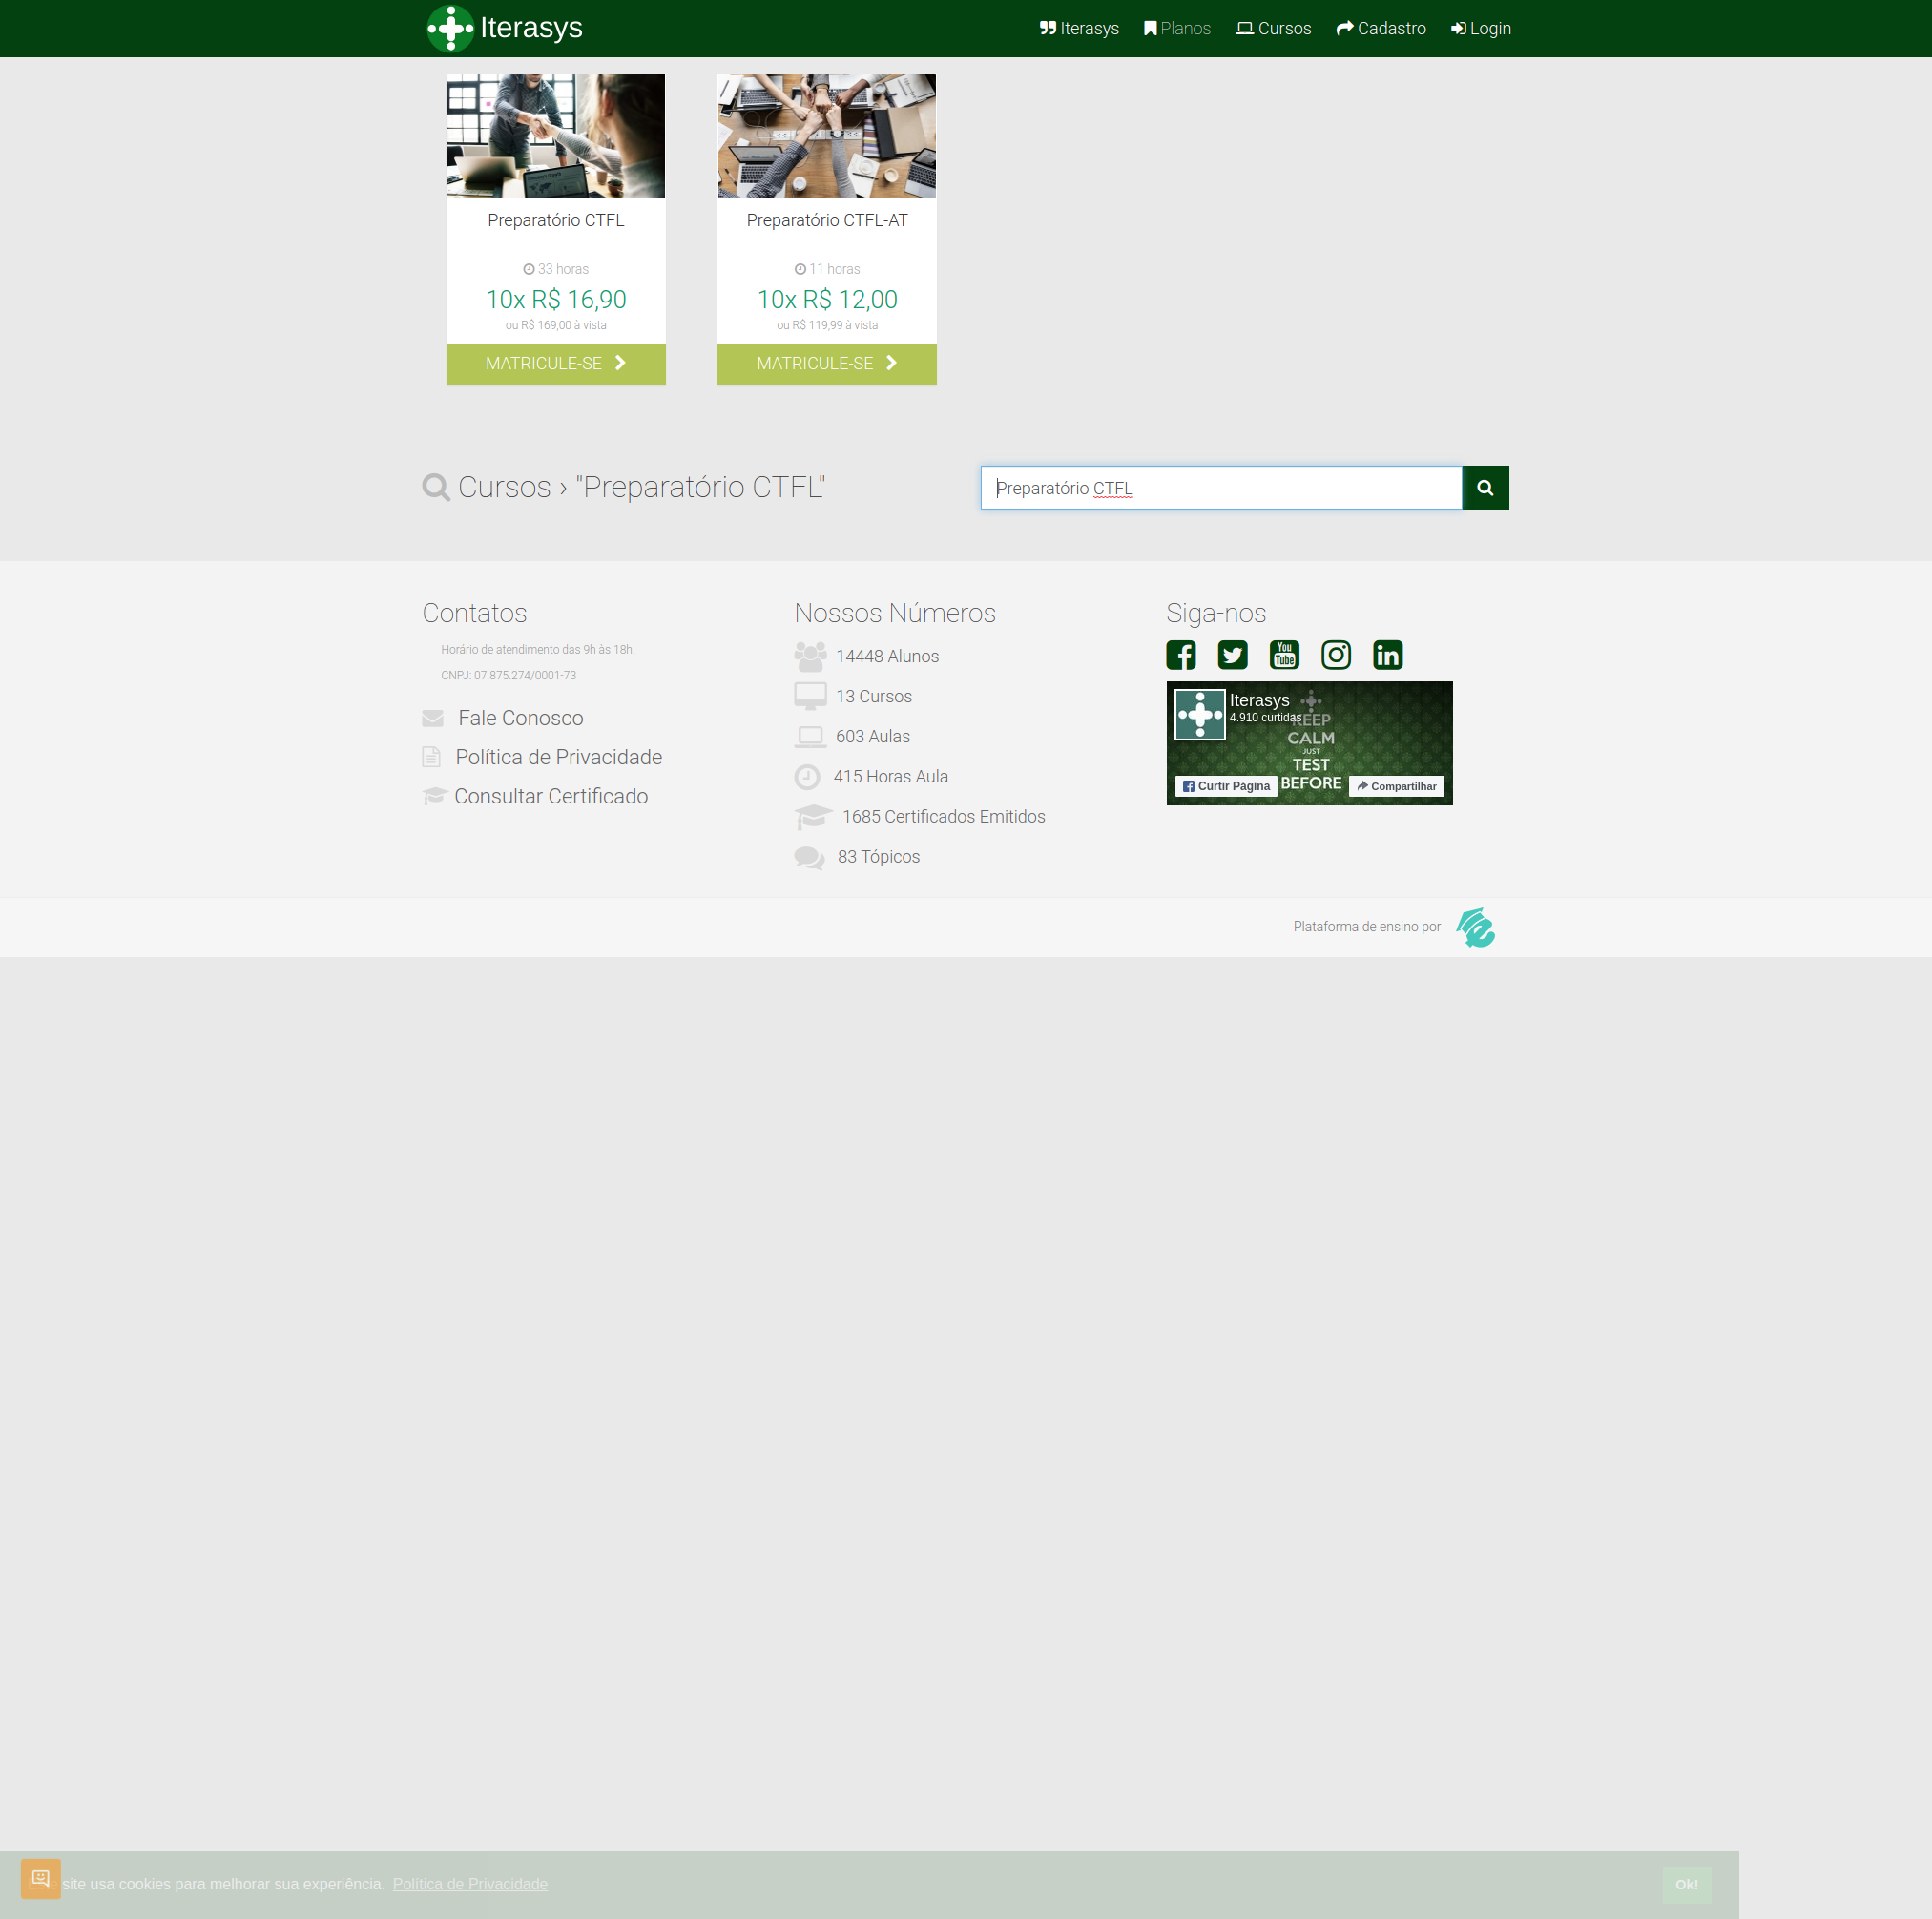 Iterasys
Iterasys Planos Cursos Cadastro Login
Preparatório CTFL
33 horas
10x R$ 16,90
ou R$ 169,00 à vista
MATRICULE-SE
Preparatório CTFL-AT
11 horas
10x R$ 12,00
ou R$ 119,99 à vista
MATRICULE-SE
Cursos › "Preparatório CTFL"
Preparatório CTFL
Contatos
Horário de atendimento das 9h às 18h.
CNPJ: 07.875.274/0001-73
Fale Conosco
Política de Privacidade
Consultar Certificado
Nossos Números
14448 Alunos
13 Cursos
603 Aulas
415 Horas Aula
1685 Certificados Emitidos
83 Tópicos
Siga-nos
You
Tube
Iterasys
4.910 curtidas
KEEP
CALM
JUST
TEST
BEFORE
Curtir Página
Compartilhar
Plataforma de ensino por
site usa cookies para melhorar sua experiência. Política de Privacidade
Ok!